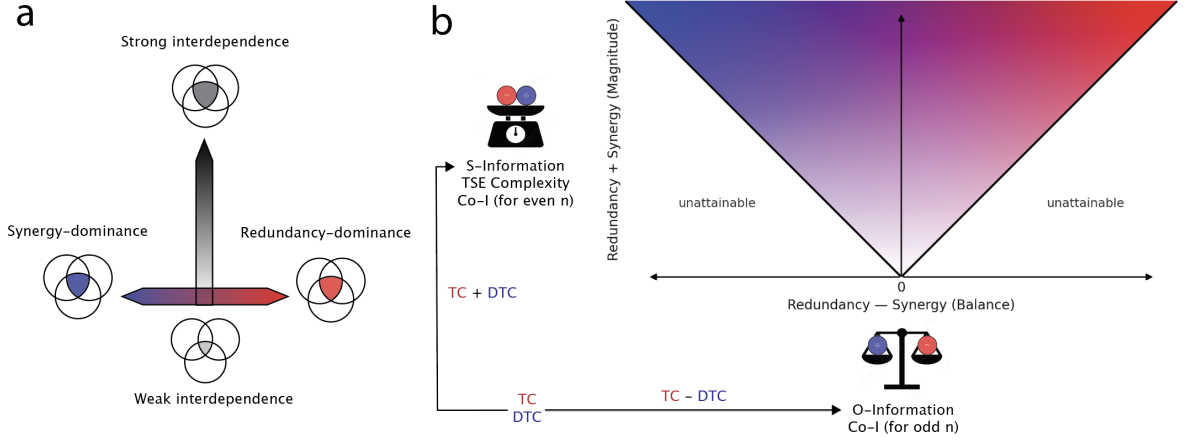 a
Strong interdependence
Synergy–dominance
Redundancy–dominance
Weak interdependence
b
S–Information
TSE Complexity
Co–I (for even n)
TC + DTC
TC
DTC
TC – DTC
Redundancy + Synergy (Magnitude)
unattainable
unattainable
0
Redundancy — Synergy (Balance)
O–Information
Co–I (for odd n)